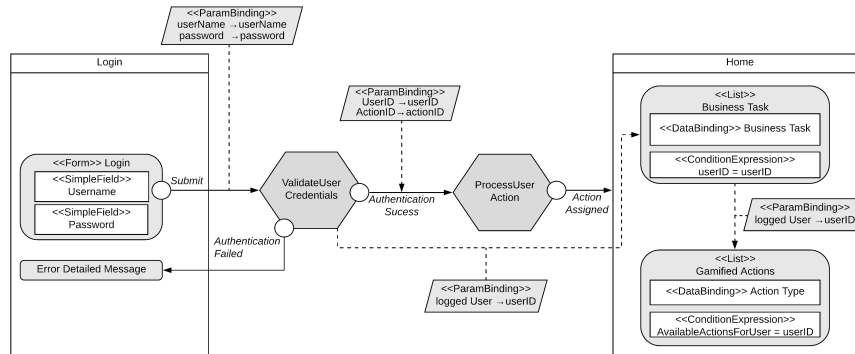 <<ParamBinding>>
userName →userName
password →password
Login
<<Form>> Login
<<SimpleField>>
Username
<<SimpleField>>
Password
Submit
Error Detailed Message
ValidateUser
Credentials
Authentication
Failed
<<ParamBinding>>
UserID →userID
ActionID→actionID
Authentication
Sucess
ProcessUser
Action
Action
Assigned
<<ParamBinding>>
logged User →userID
Home
<<List>>
Business Task
<<DataBinding>> Business Task
<<ConditionExpression>>
userID = userID
<<ParamBinding>>
logged User →userID
<<List>>
Gamified Actions
<<DataBinding>> Action Type
<<ConditionExpression>>
AvailableActionsForUser = userID